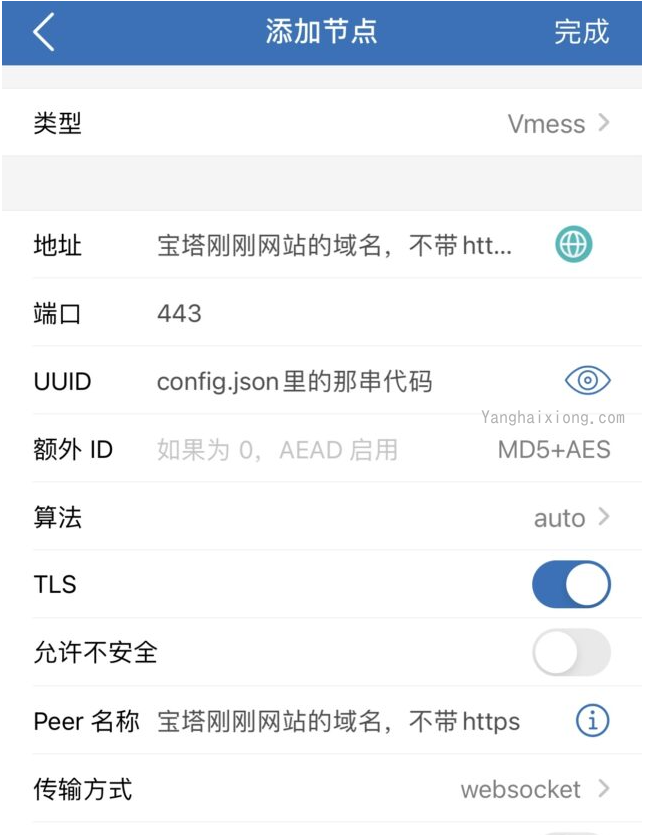 添加节点 完成
类型 Vmess
地址 宝塔刚刚网站的域名，不带htt...
端口 443
UUID config.json里的那串代码
Yanghaixiong.com
额外 ID 如果为 0，AEAD 启用 MD5+AES
算法 auto
TLS
允许不安全
Peer 名称 宝塔刚刚网站的域名，不带https
传输方式 websocket